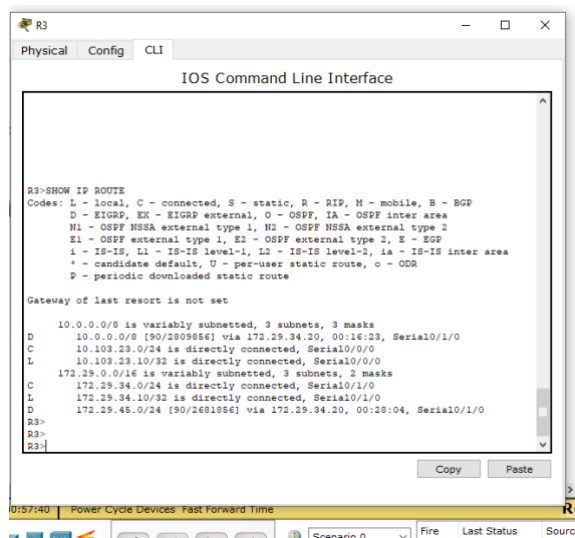 R3
Physical Config CLI
IOS Command Line Interface
R3>SHOW IP ROUTE
Codes: L - local, C - connected, S - static, R - RIP, M - mobile, B - BGP
D - EIGRP, EX - EIGRP external, O - OSPF, IA - OSPF inter area
N1 - OSPF NSSA external type 1, N2 - OSPF NSSA external type 2
E1 - OSPF external type 1, E2 - OSPF external type 2, E - EGP
i - IS-IS, L1 - IS-IS level-1, L2 - IS-IS level-2, ia - IS-IS inter area
* - candidate default, U - per-user static route, o - ODR
P - periodic downloaded static route
Gateway of last resort is not set
10.0.0.0/8 is variably subnetted, 3 subnets, 3 masks
D 10.0.0.0/8 [90/2809856] via 172.29.34.20, 00:16:23, Serial0/1/0
C 10.103.23.0/24 is directly connected, Serial0/0/0
L 10.103.23.10/32 is directly connected, Serial0/0/0
172.29.0.0/16 is variably subnetted, 3 subnets, 2 masks
C 172.29.34.0/24 is directly connected, Serial0/1/0
L 172.29.34.10/32 is directly connected, Serial0/1/0
D 172.29.45.0/24 [90/2681856] via 172.29.34.20, 00:28:04, Serial0/1/0
R3>
R3>
R3>
Copy Paste
0:57:40 Power Cycle Devices Fast Forward Time R
Scenario 0 Fire Last Status Sourc